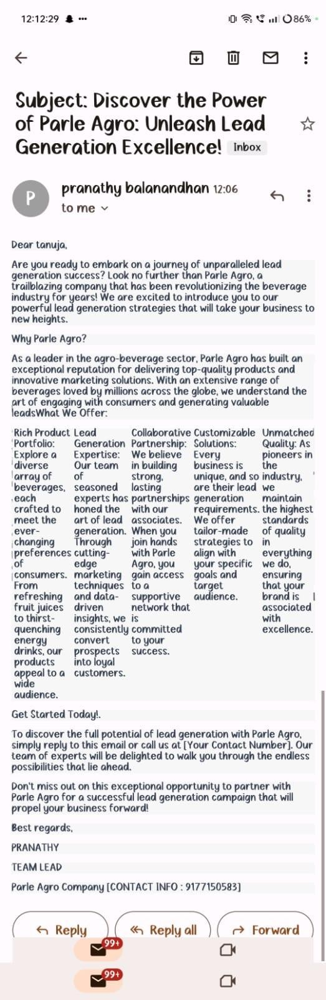 12:12:29
86%
Subject: Discover the Power
of Parle Agro: Unleash Lead
Generation Excellence! Inbox
P
pranathy balanandhan 12:06
to me
Dear tanuja,
Are you ready to embark on a journey of unparalleled lead
generation success? Look no further than Parle Agro, a
trailblazing company that has been revolutionizing the beverage
industry for years! We are excited to introduce you to our
powerful lead generation strategies that will take your business to
new heights.
Why Parle Agro?
As a leader in the agro-beverage sector, Parle Agro has built an
exceptional reputation for delivering top-quality products and
innovative marketing solutions. With an extensive range of
beverages loved by millions across the globe, we understand the
art of engaging with consumers and generating valuable
leadsWhat We Offer:
Rich Product
Portfolio:
Explore a
diverse
array of
beverages,
each
crafted to
meet the
ever-
changing
preferences
of
consumers.
From
refreshing
fruit juices
to thirst-
quenching
energy
drinks, our
products
appeal to a
wide
audience.
Lead
Generation
Expertise:
Our team
of
seasoned
experts has
honed the
art of lead
generation.
Through
cutting-
edge
marketing
techniques
and data-
driven
insights, we
consistently
convert
prospects
into loyal
customers.
Collaborative
Partnership:
We believe
in building
strong,
lasting
partnerships
with our
associates.
When you
join hands
with Parle
Agro, you
gain access
to a
supportive
network that
is
committed
to your
success.
Customizable
Solutions:
Every
business is
unique, and so
are their lead
generation
requirements.
We offer
tailor-made
strategies to
align with
your specific
goals and
target
audience.
Unmatched
Quality: As
pioneers in
the
industry,
we
maintain
the highest
standards
of quality
in
everything
we do,
ensuring
that your
brand is
associated
with
excellence.
Get Started Today!.
To discover the full potential of lead generation with Parle Agro,
simply reply to this email or call us at [Your Contact Number]. Our
team of experts will be delighted to walk you through the endless
possibilities that lie ahead.
Don't miss out on this exceptional opportunity to partner with
Parle Agro for a successful lead generation campaign that will
propel your business forward!
Best regards,
PRANATHY
TEAM LEAD
Parle Agro Company [CONTACT INFO : 9177150583]
Reply
Reply all
Forward
99+
99+